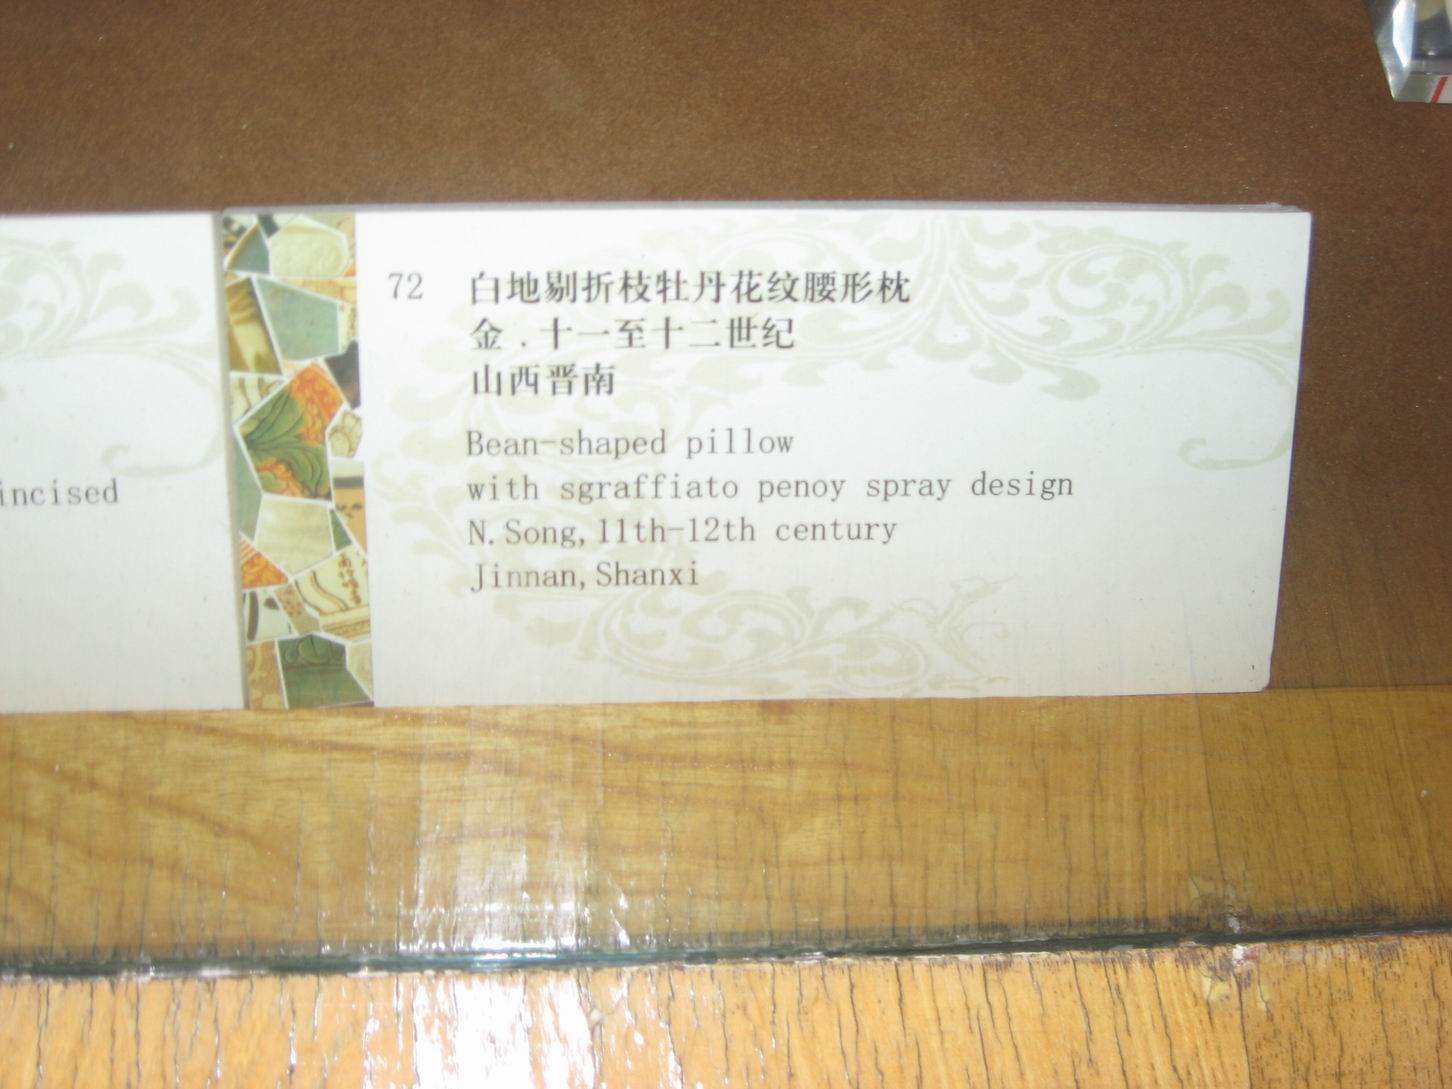 incised
72 白地剔折枝牡丹花纹腰形枕
金．十一至十二世纪
山西晋南
Bean-shaped pillow
with sgraffiato penoy spray design
N. Song, 11th-12th century
Jinnan, Shanxi